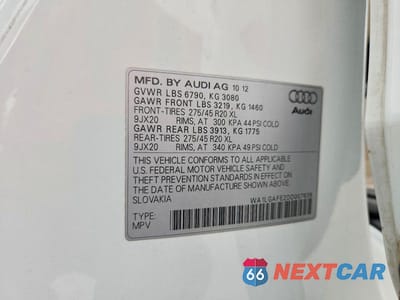 MFD. BY AUDI AG 10 12
GVWR LBS 6790, KG 3080
GAWR FRONT LBS 3219, KG 1460
FRONT-TIRES 275/45 R20 XL
9JX20 RIMS, AT 300 KPA 44 PSI COLD
GAWR REAR LBS 3913, KG 1775
REAR-TIRES 275/45 R20 XL
9JX20 RIMS, AT 340 KPA 49 PSI COLD
THIS VEHICLE CONFORMS TO ALL APPLICABLE
U.S. FEDERAL MOTOR VEHICLE SAFETY AND
THEFT PREVENTION STANDARDS IN EFFECT ON THE
DATE OF MANUFACTURE SHOWN ABOVE.
SLOVAKIA
TYPE:
MPV
Audi
66 NEXTCAR